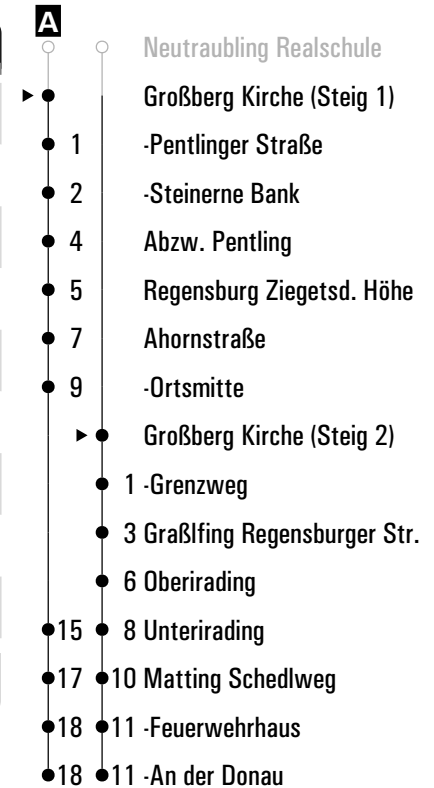 A
Neutraubling Realschule
Großberg Kirche (Steig 1)
1 -Pentlinger Straße
2 -Steinerne Bank
4 Abzw. Pentling
5 Regensburg Ziegetsd. Höhe
7 Ahornstraße
9 -Ortsmitte
Großberg Kirche (Steig 2)
1 -Grenzweg
3 Graßlfing Regensburger Str.
6 Oberirading
15 8 Unterirading
17 10 Matting Schedlweg
18 11 -Feuerwehrhaus
18 11 -An der Donau